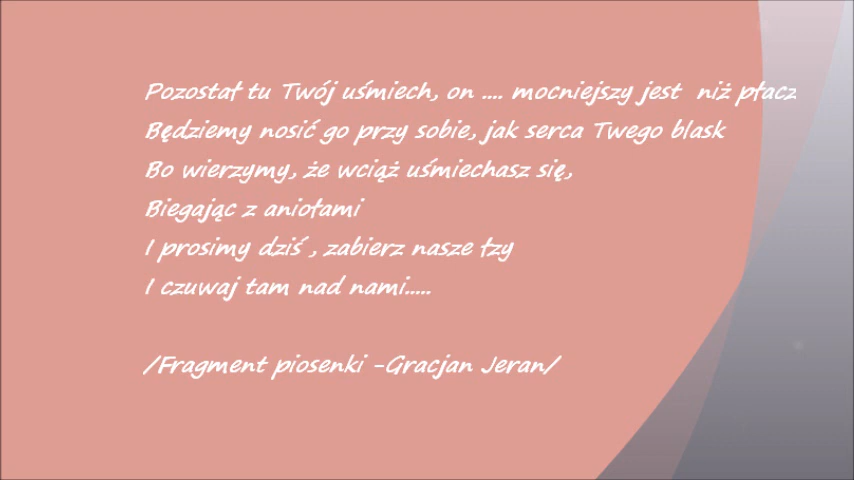 Pozostał tu Twój uśmiech, on .... mocniejszy jest niż płacz
Będziemy nosić go przy sobie, jak serca Twego blask
Bo wierzymy, że wciąż uśmiechasz się,
Biegając z aniołami
I prosimy dziś , zabierz nasze łzy
I czuwaj tam nad nami.....
/Fragment piosenki -Gracjan Jeran/